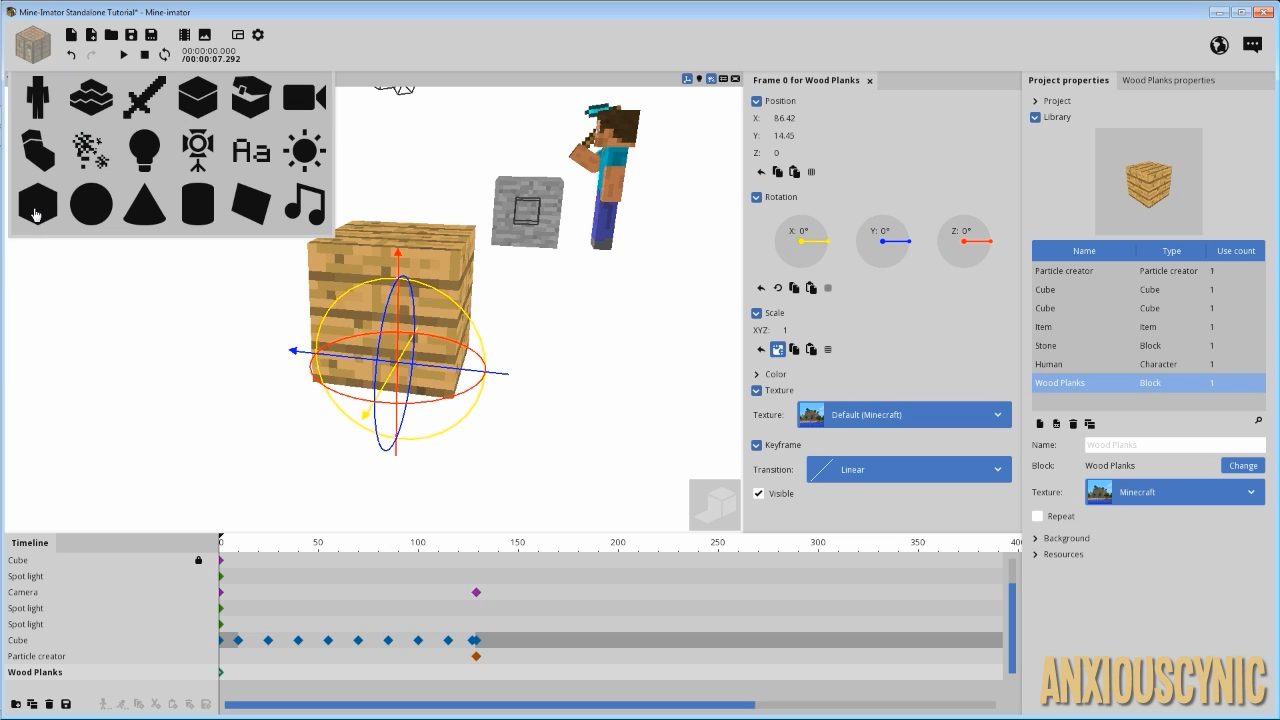 Mine-Imator Standalone Tutorial* - Mine-imator
00:00:00.000
/00:00:07.292
Aa
Frame 0 for Wood Planks x
Position
X: 86.42
Y: 14.45
Z: 0
Rotation
X: 0° Y: 0° Z: 0°
Scale
XYZ: 1
Color
Texture
Texture: Default (Minecraft)
Keyframe
Transition: Linear
Visible
Project properties Wood Planks properties
Project
Library
Name Type Use count
Particle creator Particle creator 1
Cube Cube 1
Cube Cube 1
Item Item 1
Stone Block 1
Human Character 1
Wood Planks Block 1
Name: Wood Planks
Block: Wood Planks Change
Texture: Minecraft
Repeat
Background
Resources
Timeline
0 50 100 150 200 250 300 350 400
Cube
Spot light
Camera
Spot light
Spot light
Cube
Particle creator
Wood Planks
ANXIOUSCYNIC